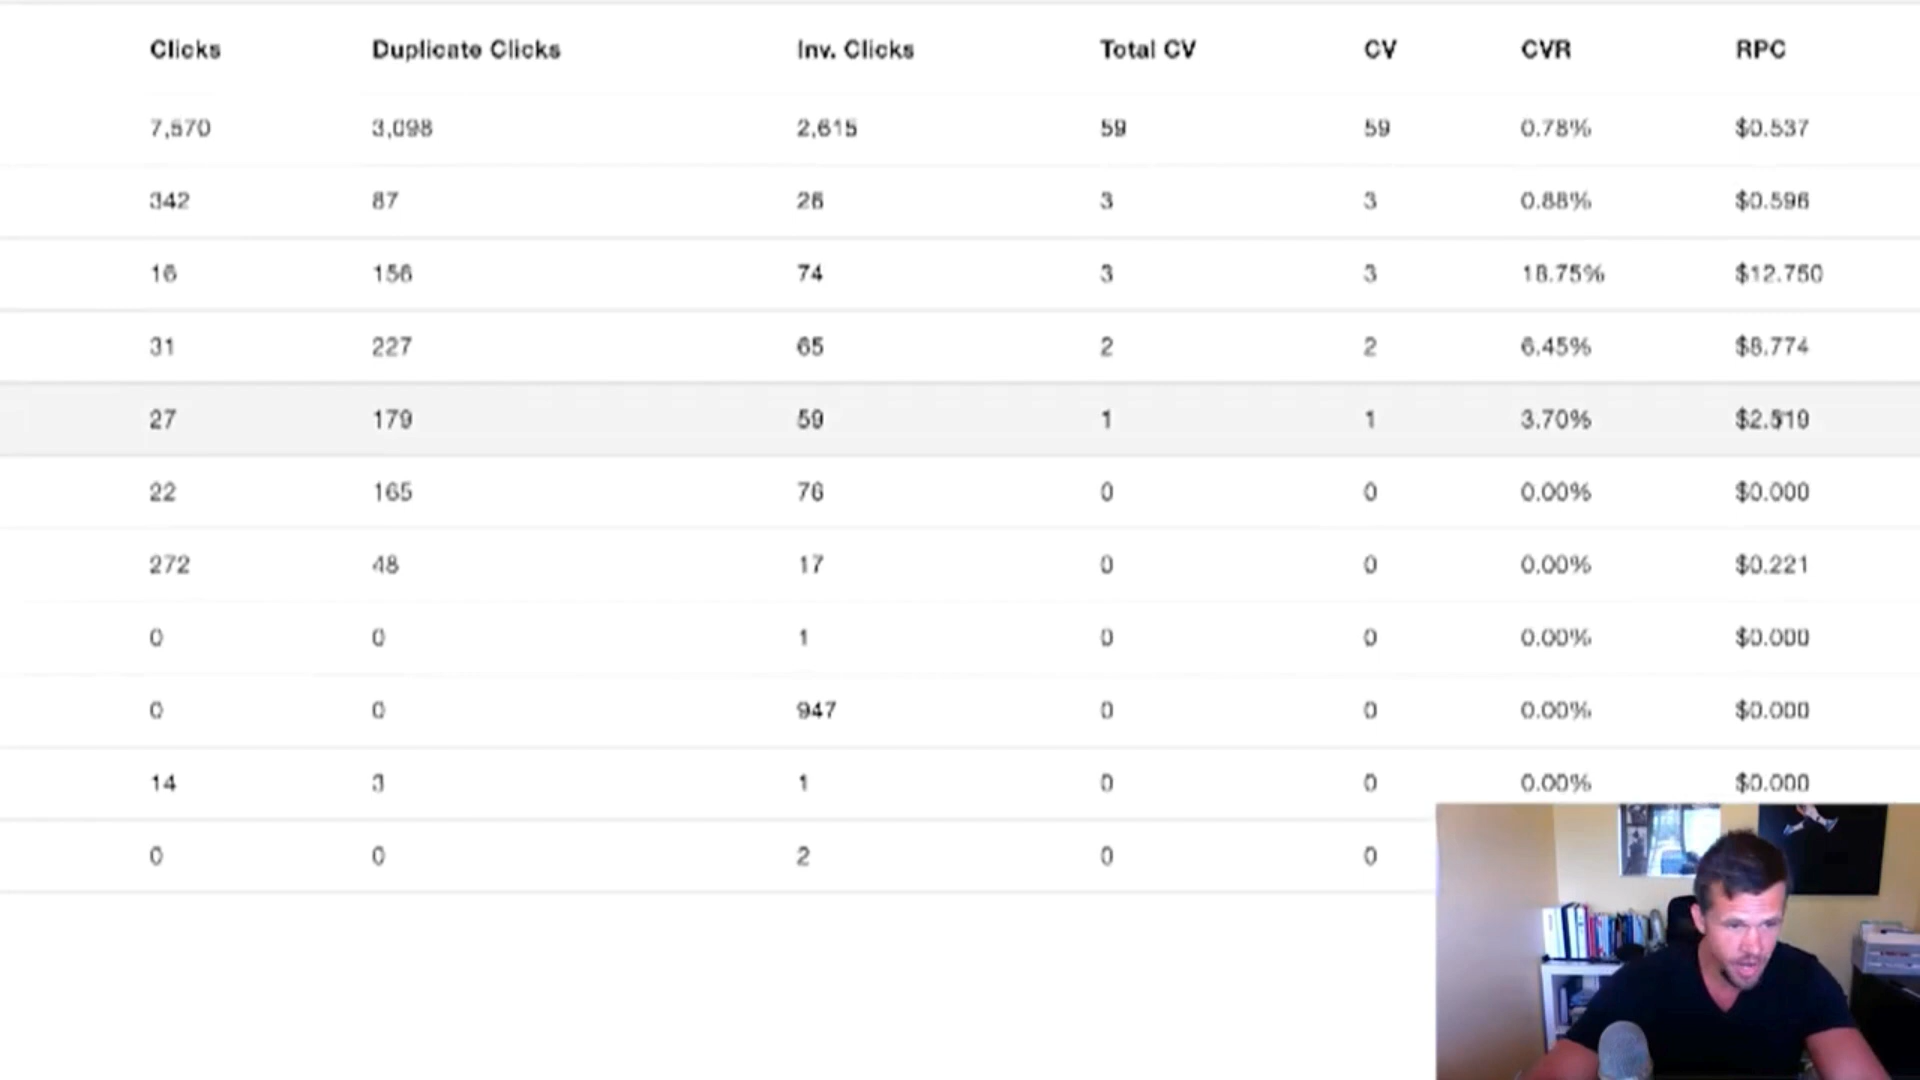 Clicks Duplicate Clicks Inv. Clicks Total CV CV CVR RPC
7,570 3,098 2,615 59 59 0.78% $0.537
342 87 26 3 3 0.88% $0.596
16 156 74 3 3 18.75% $12.750
31 227 65 2 2 6.45% $8.774
27 179 59 1 1 3.70% $2.519
22 165 76 0 0 0.00% $0.000
272 48 17 0 0 0.00% $0.221
0 0 1 0 0 0.00% $0.000
0 0 947 0 0 0.00% $0.000
14 3 1 0 0 0.00% $0.000
0 0 2 0 0